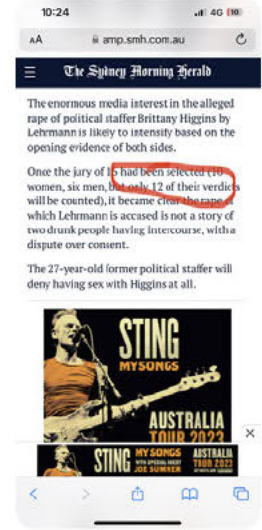 10:24
4G 10
AA
amp.smh.com.au
The Sydney Morning Herald
The enormous media interest in the alleged
rape of political staffer Brittany Higgins by
Lehrmann is likely to intensify based on the
opening evidence of both sides.
Once the jury of 16 had been selected (10
women, six men, but only 12 of their verdicts
will be counted), it became clear the rape of
which Lehrmann is accused is not a story of
two drunk people having intercourse, with a
dispute over consent.
The 27-year-old former political staffer will
deny having sex with Higgins at all.
STING
MY SONGS
AUSTRALIA
TOUR 2023
STING
MY SONGS
WITH SPECIAL GUEST
JOE SUMNER
AUSTRALIA
TOUR 2023